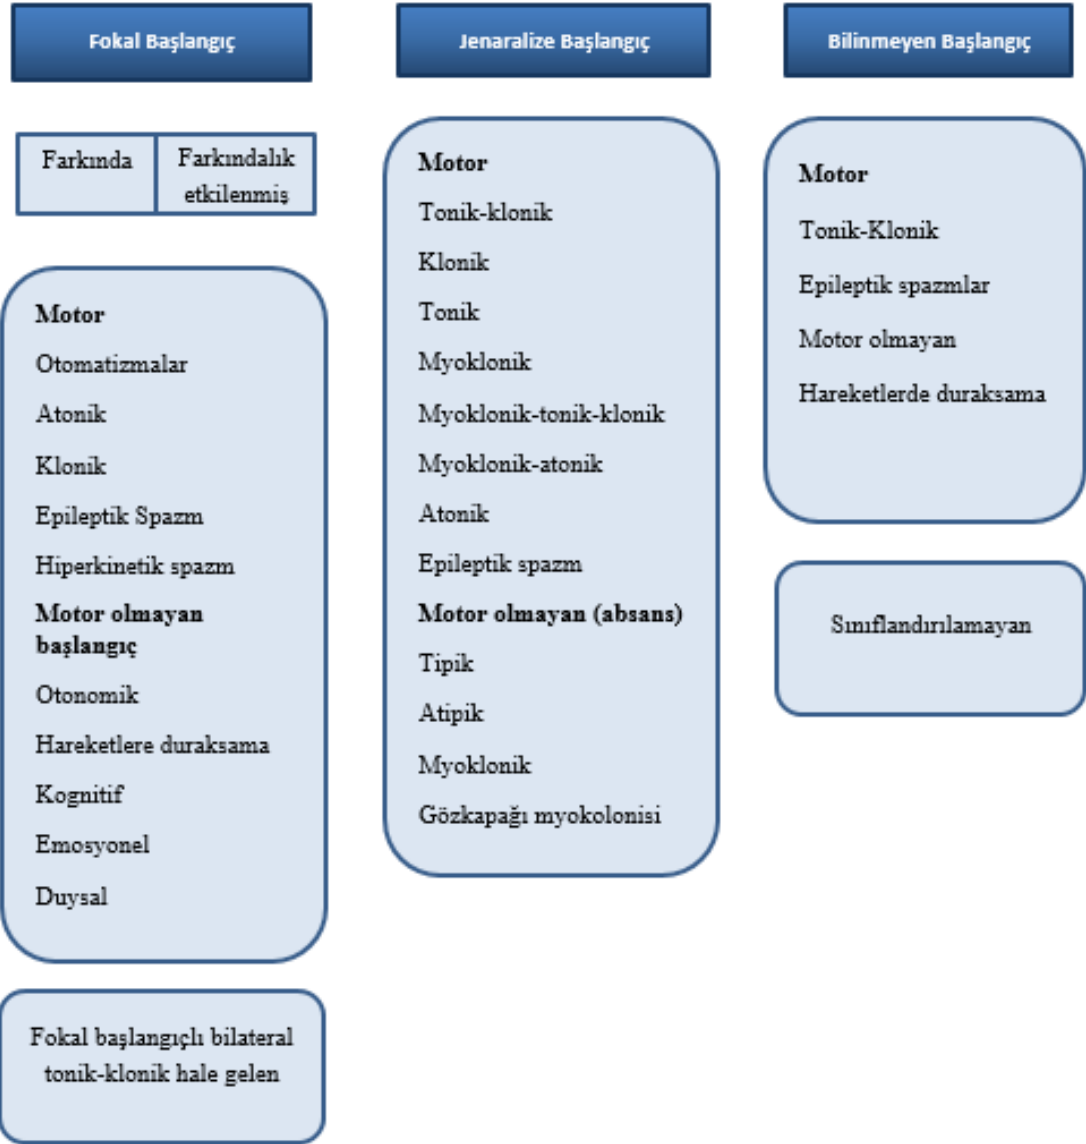 Fokal Başlangıç
Farkında
Farkındalık
etkilenmiş
Motor
Otomatizmalar
Atonik
Klonik
Epileptik Spazm
Hiperkinetik spazm
Motor olmayan
başlangıç
Otonomik
Hareketlere duraksama
Kognitif
Emosyonel
Duysal
Fokal başlangıçlı bilateral
tonik-klonik hale gelen
Jenaralize Başlangıç
Motor
Tonik-klonik
Klonik
Tonik
Myoklonik
Myoklonik-tonik-klonik
Myoklonik-atonik
Atonik
Epileptik spazm
Motor olmayan (absans)
Tipik
Atipik
Myoklonik
Gözkapağı myokolonisi
Bilinmeyen Başlangıç
Motor
Tonik-Klonik
Epileptik spazmlar
Motor olmayan
Hareketlerde duraksama
Sınıflandırılamayan